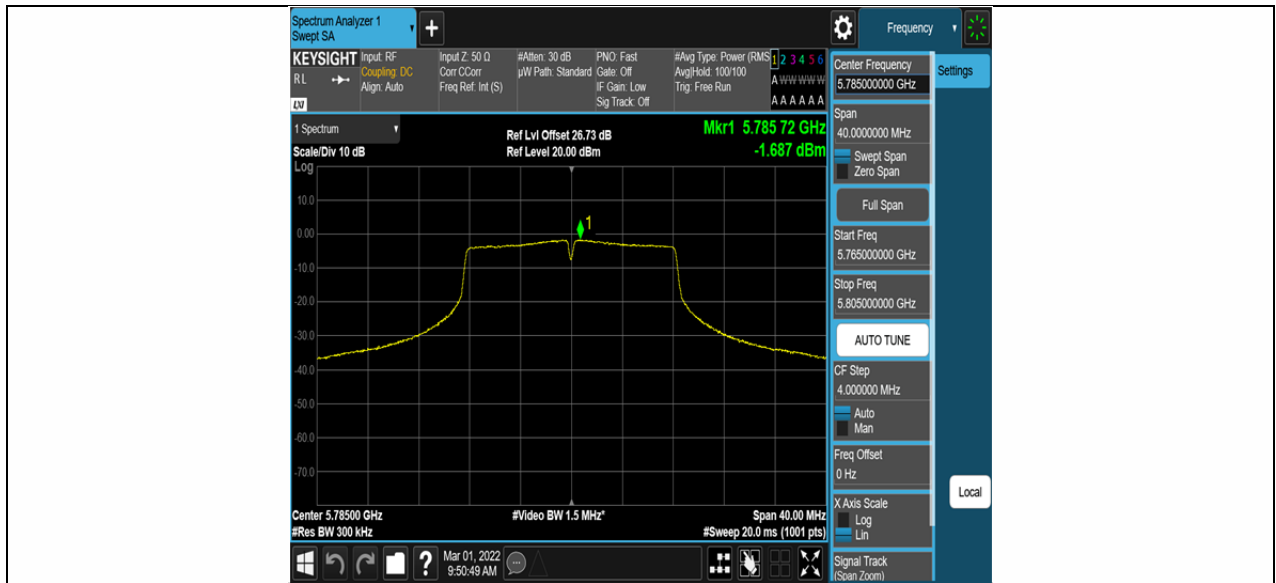 Spectrum Analyzer 1
Swept SA
+
Frequency
KEYSIGHT
RL
LXI
Input: RF
Coupling: DC
Align: Auto
Input Z: 50 Ω
Corr CCorr
Freq Ref: Int (S)
#Atten: 30 dB
µW Path: Standard
PNO: Fast
Gate: Off
IF Gain: Low
Sig Track: Off
#Avg Type: Power (RMS
Avg|Hold: 100/100
Trig: Free Run
1 2 3 4 5 6
A W W W W W
A A A A A A
1 Spectrum
Scale/Div 10 dB
Log
Ref Lvl Offset 26.73 dB
Ref Level 20.00 dBm
Mkr1 5.785 72 GHz
-1.687 dBm
10.0
0.00
-10.0
-20.0
-30.0
-40.0
-50.0
-60.0
-70.0
1
Center 5.78500 GHz
#Res BW 300 kHz
#Video BW 1.5 MHz*
Span 40.00 MHz
#Sweep 20.0 ms (1001 pts)
?
Mar 01, 2022
9:50:49 AM
Center Frequency
5.785000000 GHz
Span
40.0000000 MHz
Swept Span
Zero Span
Full Span
Start Freq
5.765000000 GHz
Stop Freq
5.805000000 GHz
AUTO TUNE
CF Step
4.000000 MHz
Auto
Man
Freq Offset
0 Hz
X Axis Scale
Log
Lin
Signal Track
(Span Zoom)
Settings
Local